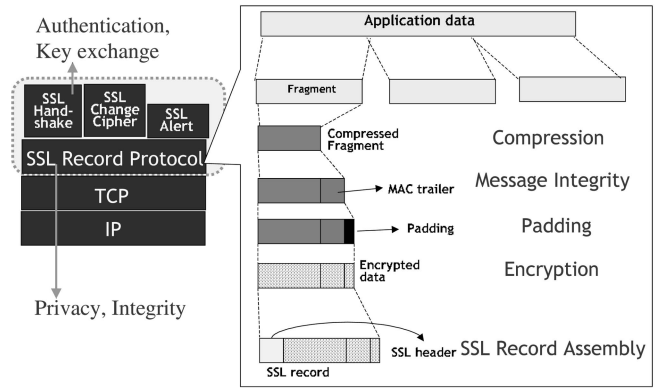 Authentication,
Key exchange
SSL
Hand-
shake
SSL
Change
Cipher
SSL
Alert
SSL Record Protocol
TCP
IP
Privacy, Integrity
Application data
Fragment
Compressed
Fragment
Compression
MAC trailer
Message Integrity
Padding
Padding
Encrypted
data
Encryption
SSL header
SSL Record Assembly
SSL record